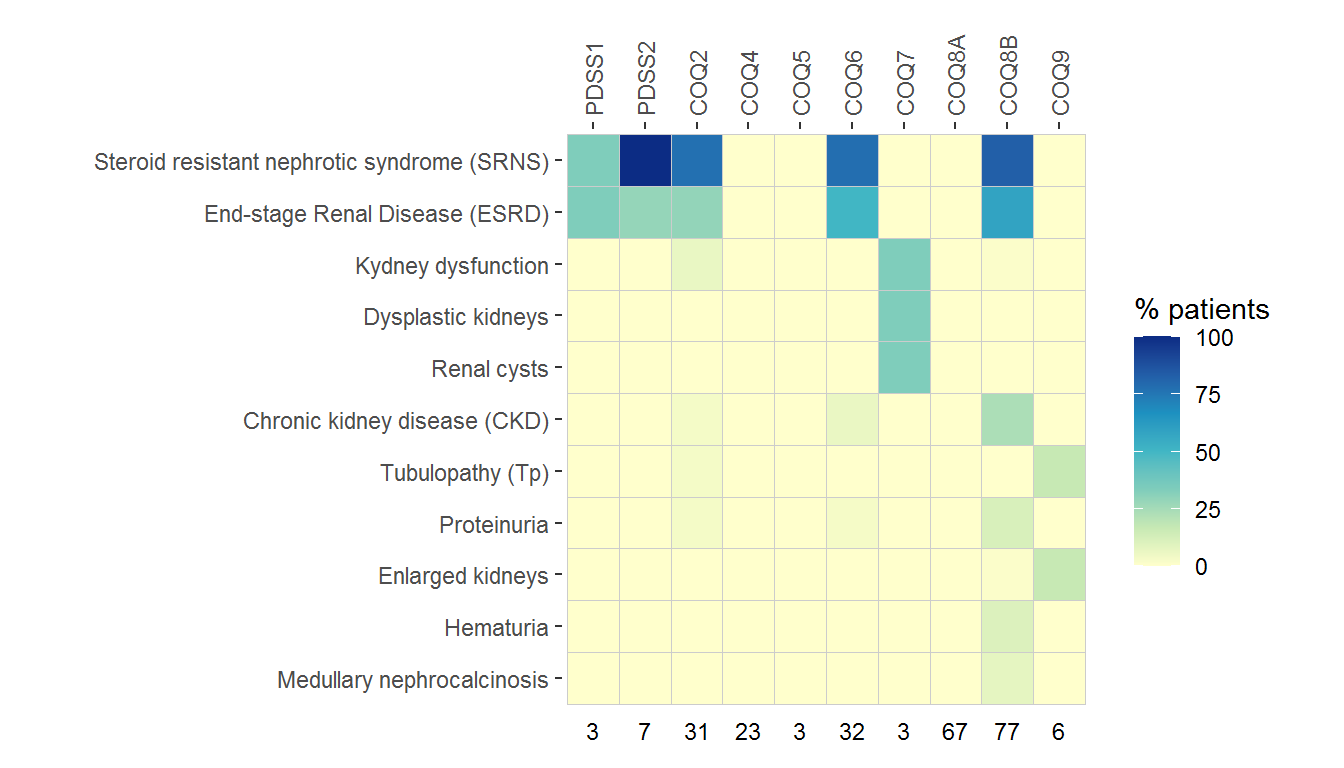 PDSS1 PDSS2 COQ2 COQ4 COQ5 COQ6 COQ7 COQ8A COQ8B COQ9
Steroid resistant nephrotic syndrome (SRNS)
End-stage Renal Disease (ESRD)
Kydney dysfunction
Dysplastic kidneys
Renal cysts
Chronic kidney disease (CKD)
Tubulopathy (Tp)
Proteinuria
Enlarged kidneys
Hematuria
Medullary nephrocalcinosis
3 7 31 23 3 32 3 67 77 6
% patients
100
75
50
25
0